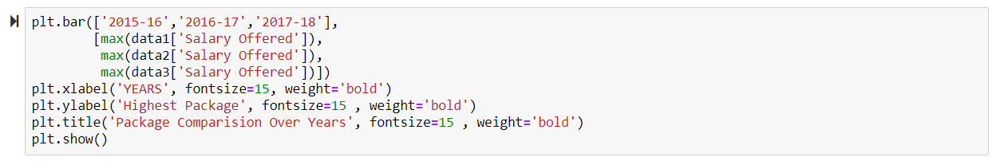 plt.bar(['2015-16','2016-17','2017-18'],
        [max(data1['Salary Offered']),
         max(data2['Salary Offered']),
         max(data3['Salary Offered'])])
plt.xlabel('YEARS', fontsize=15, weight='bold')
plt.ylabel('Highest Package', fontsize=15 , weight='bold')
plt.title('Package Comparision Over Years', fontsize=15 , weight='bold')
plt.show()